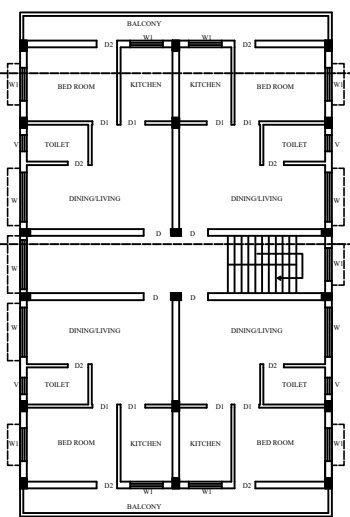 BALCONY
D2 W1 W1 D2
W1 BED ROOM KITCHEN KITCHEN BED ROOM W1
D1 D1 D1 D1
V TOILET TOILET V
D2 D2
W DINING/LIVING DINING/LIVING W
D D
W W1
D D
W DINING/LIVING DINING/LIVING W
D2 D2
V TOILET TOILET V
D1 D1 D1 D1
W1 BED ROOM KITCHEN KITCHEN BED ROOM W1
D2 W1 W1 D2
BALCONY